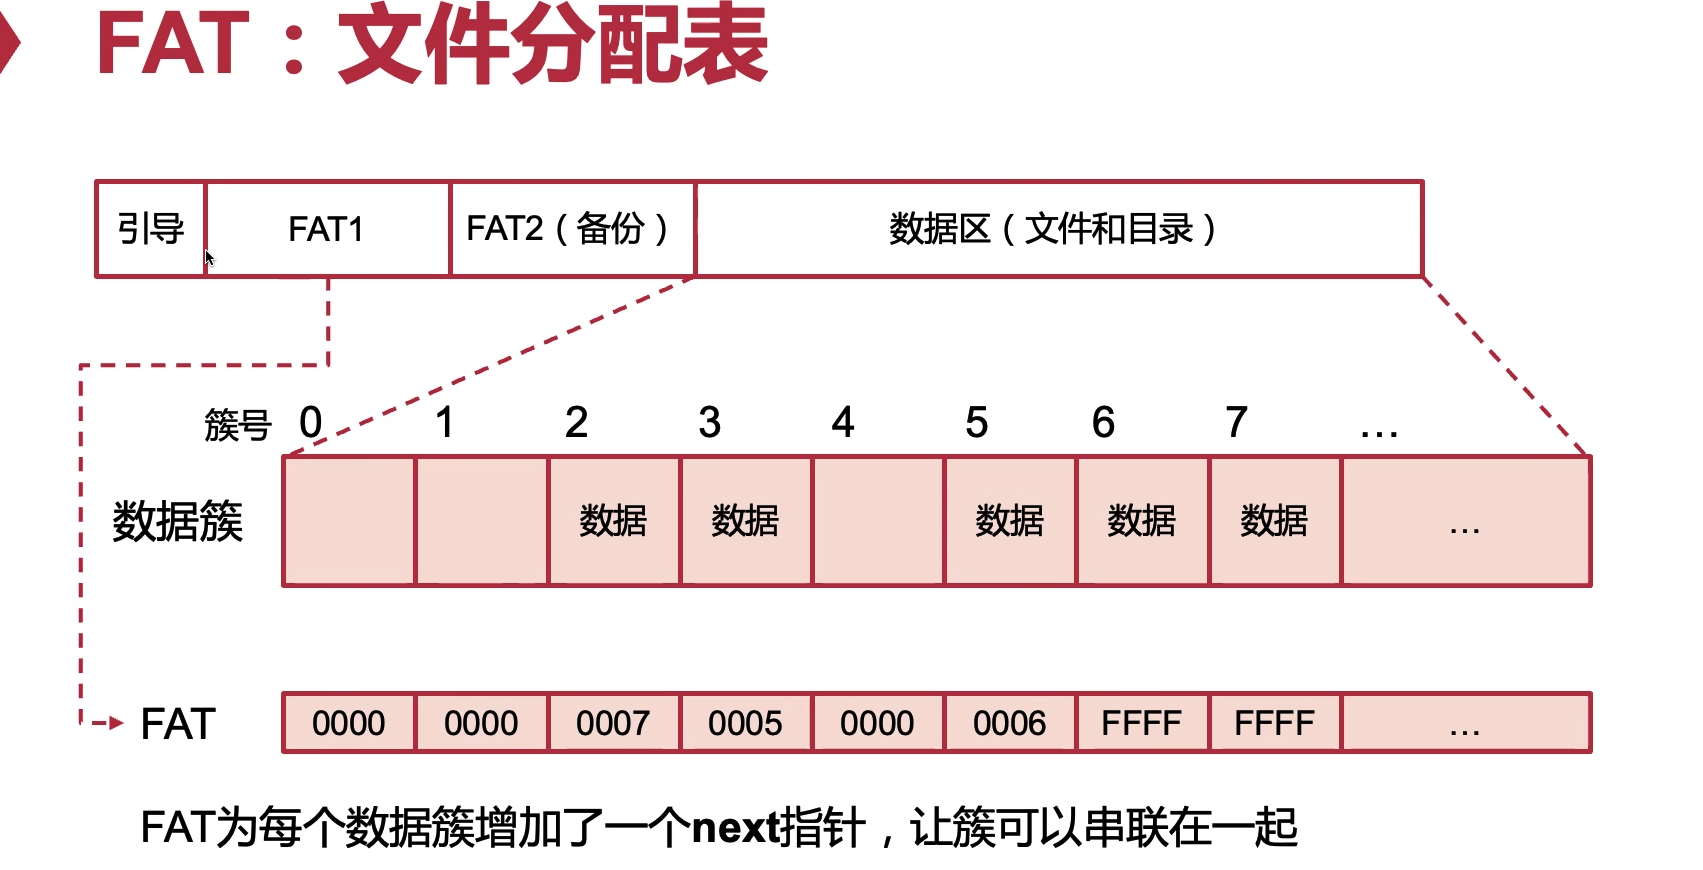 FAT：文件分配表
引导 FAT1 FAT2（备份） 数据区（文件和目录）
簇号 0 1 2 3 4 5 6 7 …
数据簇 数据 数据 数据 数据 数据 …
FAT 0000 0000 0007 0005 0000 0006 FFFF FFFF …
FAT为每个数据簇增加了一个next指针，让簇可以串联在一起